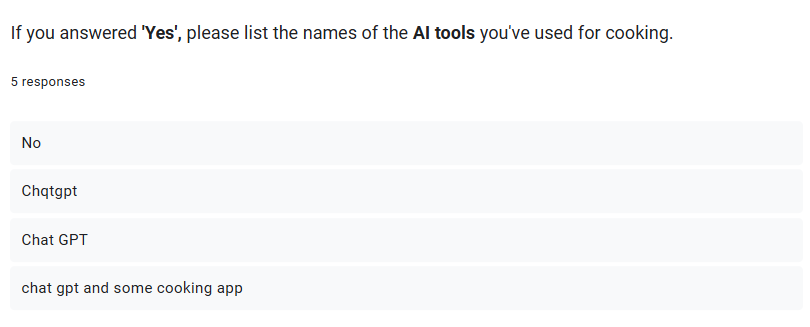 If you answered 'Yes', please list the names of the AI tools you've used for cooking.
5 responses
No
Chqtgpt
Chat GPT
chat gpt and some cooking app